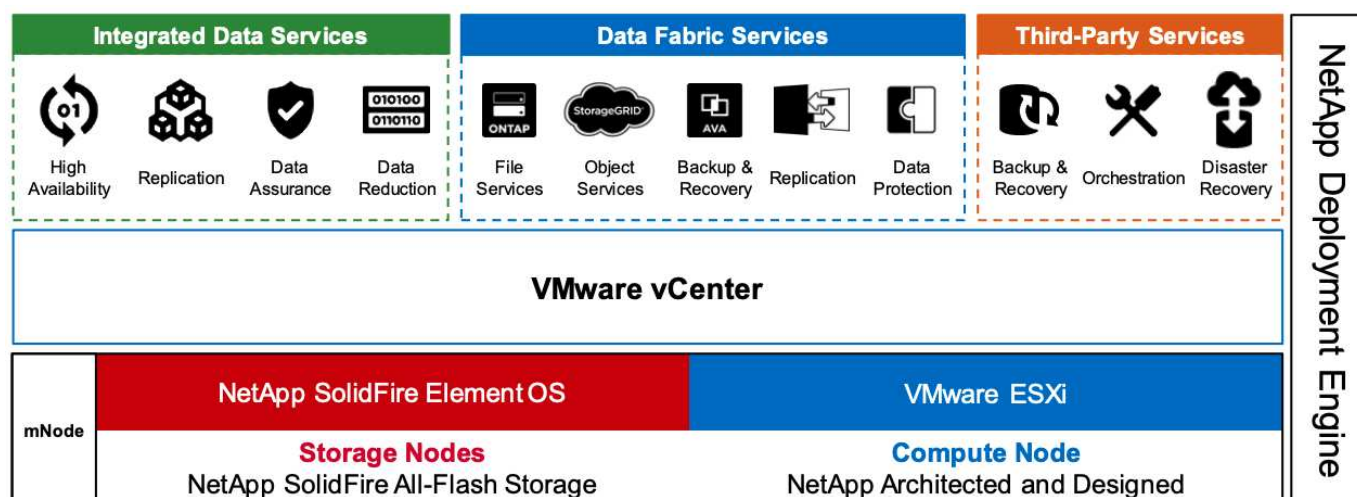 Integrated Data Services
Data Fabric Services
Third-Party Services
01
High
Availability
Replication
Data
Assurance
010100
0110110
Data
Reduction
ONTAP
File
Services
StorageGRID®
Object
Services
AVA
Backup &
Recovery
Replication
Data
Protection
Backup &
Recovery
Orchestration
Disaster
Recovery
VMware vCenter
mNode
NetApp SolidFire Element OS
VMware ESXi
Storage Nodes
NetApp SolidFire All-Flash Storage
Compute Node
NetApp Architected and Designed
NetApp Deployment Engine